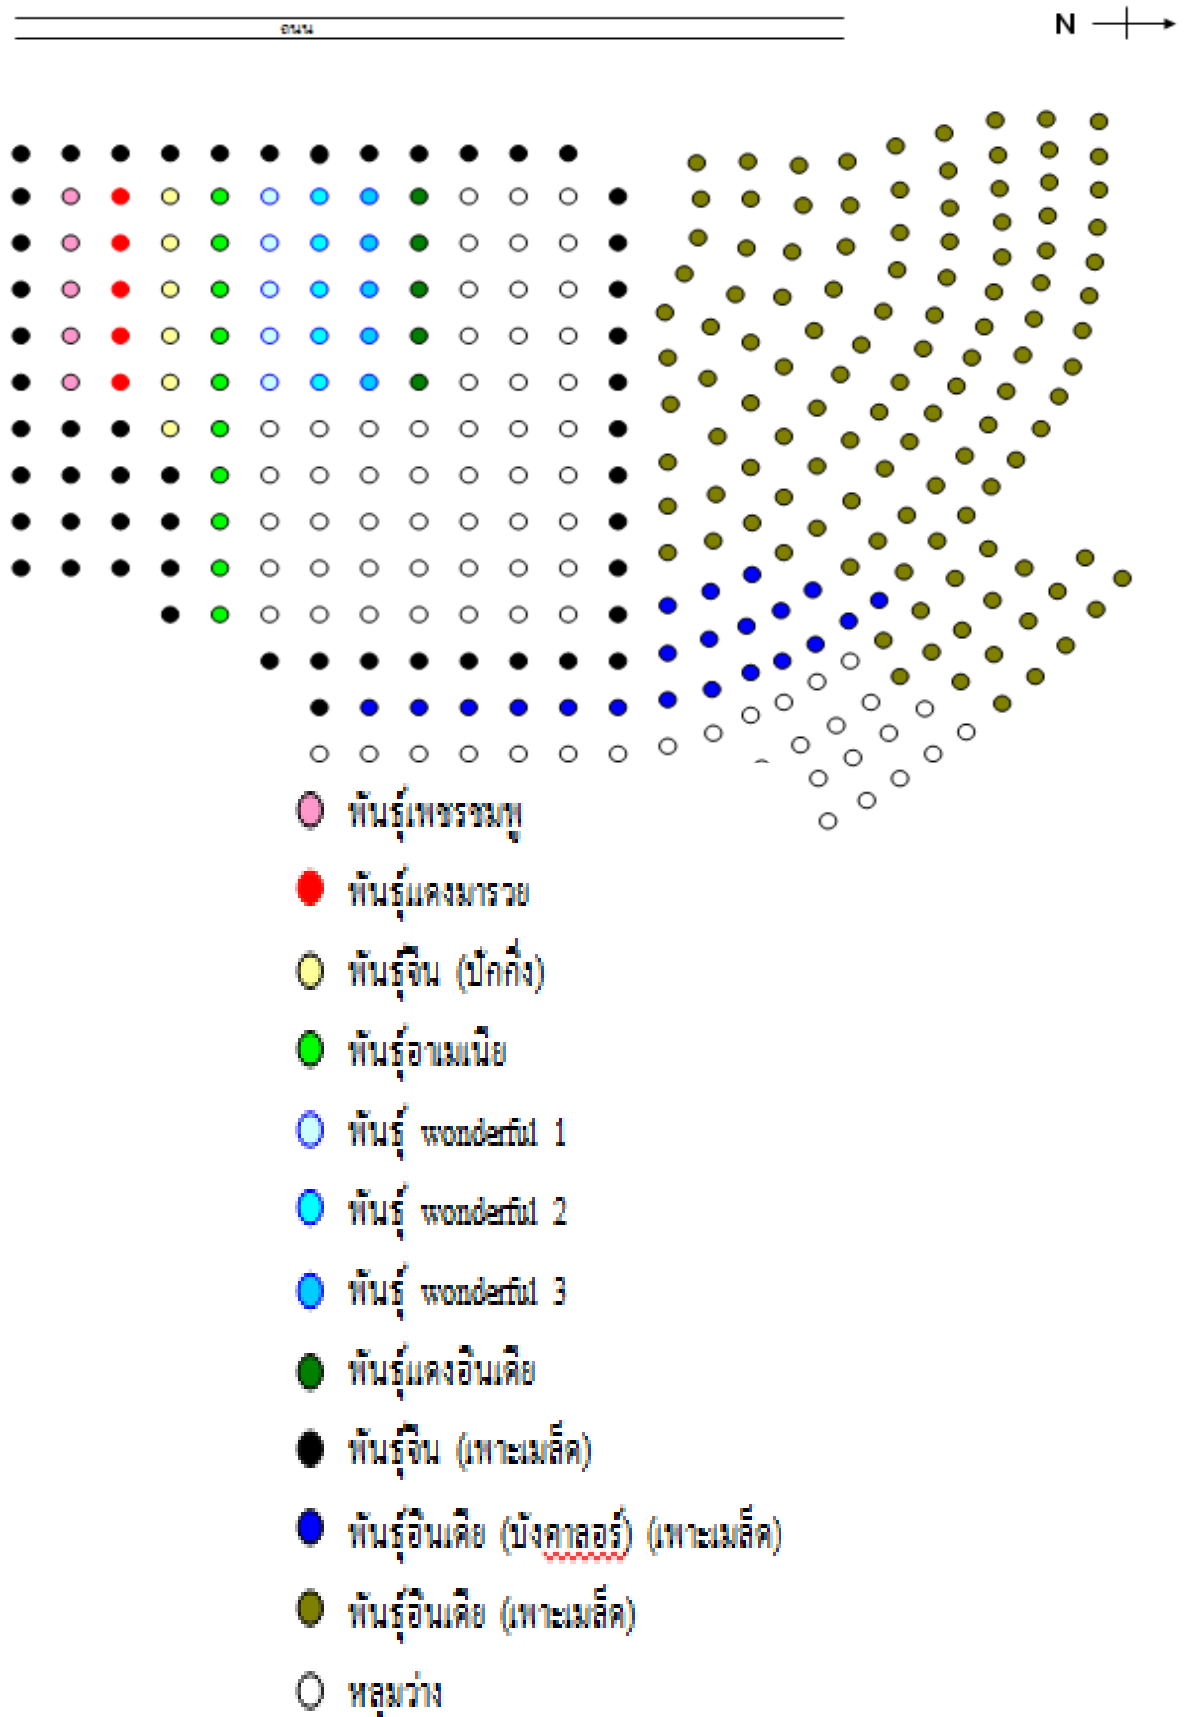 ถนน
N
พันธุ์เพชรชมพู
พันธุ์แดงมารวย
พันธุ์จีน (ปักกิ่ง)
พันธุ์อาเมเนีย
พันธุ์ wonderful 1
พันธุ์ wonderful 2
พันธุ์ wonderful 3
พันธุ์แดงอินเดีย
พันธุ์จีน (เพาะเมล็ด)
พันธุ์อินเดีย (บังคาลอร์) (เพาะเมล็ด)
พันธุ์อินเดีย (เพาะเมล็ด)
หลุมว่าง